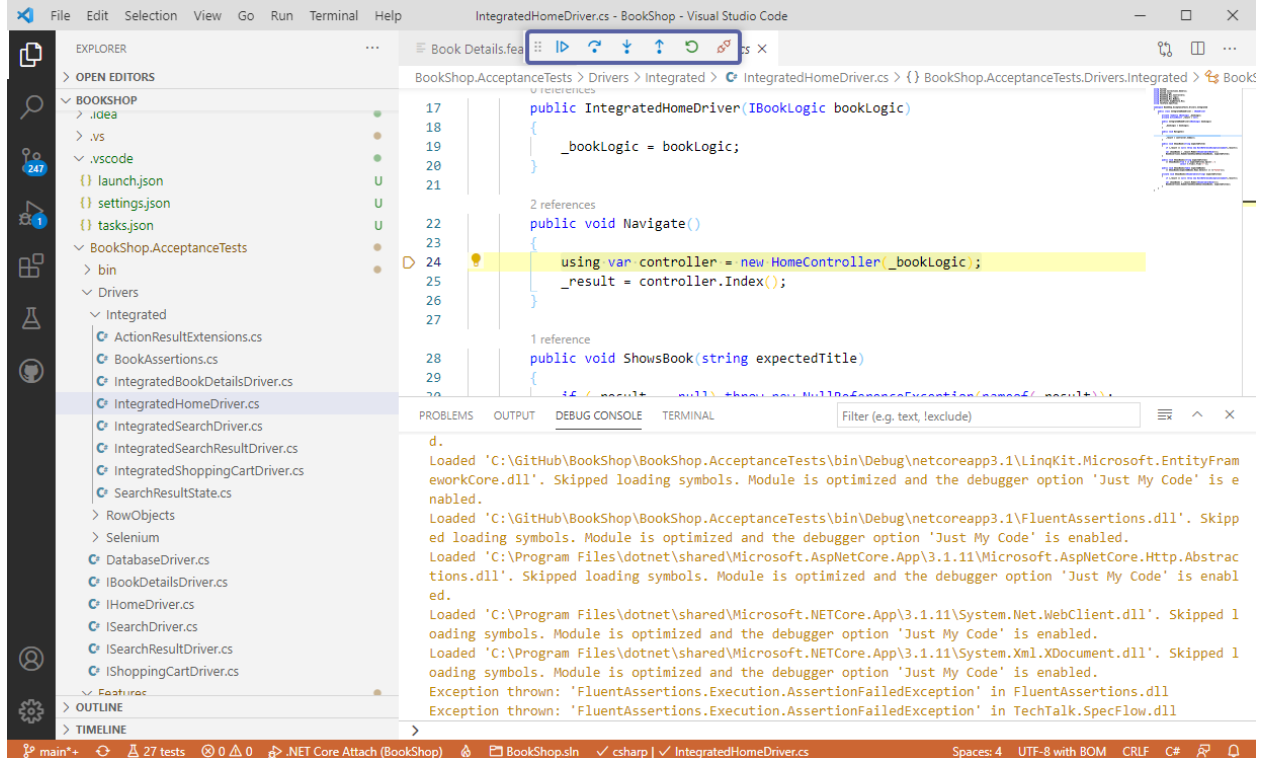 File Edit Selection View Go Run Terminal Help IntegratedHomeDriver.cs - BookShop - Visual Studio Code
EXPLORER
OPEN EDITORS
BOOKSHOP
.idea
.vs
.vscode
{} launch.json U
{} settings.json U
{} tasks.json U
BookShop.AcceptanceTests
bin
Drivers
Integrated
C# ActionResultExtensions.cs
C# BookAssertions.cs
C# IntegratedBookDetailsDriver.cs
C# IntegratedHomeDriver.cs
C# IntegratedSearchDriver.cs
C# IntegratedSearchResultDriver.cs
C# IntegratedShoppingCartDriver.cs
C# SearchResultState.cs
RowObjects
Selenium
C# DatabaseDriver.cs
C# IBookDetailsDriver.cs
C# IHomeDriver.cs
C# ISearchDriver.cs
C# ISearchResultDriver.cs
C# IShoppingCartDriver.cs
Features
OUTLINE
TIMELINE
247
1
Book Details.fea cs
BookShop.AcceptanceTests > Drivers > Integrated > C# IntegratedHomeDriver.cs > {} BookShop.AcceptanceTests.Drivers.Integrated > BookS
0 references
17 public IntegratedHomeDriver(IBookLogic bookLogic)
18 {
19 _bookLogic = bookLogic;
20 }
21
2 references
22 public void Navigate()
23 {
24 using var controller = new HomeController(_bookLogic);
25 _result = controller.Index();
26 }
27
1 reference
28 public void ShowsBook(string expectedTitle)
29 {
PROBLEMS OUTPUT DEBUG CONSOLE TERMINAL Filter (e.g. text, !exclude)
d.
Loaded 'C:\GitHub\BookShop\BookShop.AcceptanceTests\bin\Debug\netcoreapp3.1\LinqKit.Microsoft.EntityFram
eworkCore.dll'. Skipped loading symbols. Module is optimized and the debugger option 'Just My Code' is e
nabled.
Loaded 'C:\GitHub\BookShop\BookShop.AcceptanceTests\bin\Debug\netcoreapp3.1\FluentAssertions.dll'. Skipp
ed loading symbols. Module is optimized and the debugger option 'Just My Code' is enabled.
Loaded 'C:\Program Files\dotnet\shared\Microsoft.AspNetCore.App\3.1.11\Microsoft.AspNetCore.Http.Abstrac
tions.dll'. Skipped loading symbols. Module is optimized and the debugger option 'Just My Code' is enabl
ed.
Loaded 'C:\Program Files\dotnet\shared\Microsoft.NETCore.App\3.1.11\System.Net.WebClient.dll'. Skipped l
oading symbols. Module is optimized and the debugger option 'Just My Code' is enabled.
Loaded 'C:\Program Files\dotnet\shared\Microsoft.NETCore.App\3.1.11\System.Xml.XDocument.dll'. Skipped l
oading symbols. Module is optimized and the debugger option 'Just My Code' is enabled.
Exception thrown: 'FluentAssertions.Execution.AssertionFailedException' in FluentAssertions.dll
Exception thrown: 'FluentAssertions.Execution.AssertionFailedException' in TechTalk.SpecFlow.dll
main*+ 27 tests 0 0 .NET Core Attach (BookShop) BookShop.sln csharp | IntegratedHomeDriver.cs Spaces: 4 UTF-8 with BOM CRLF C#